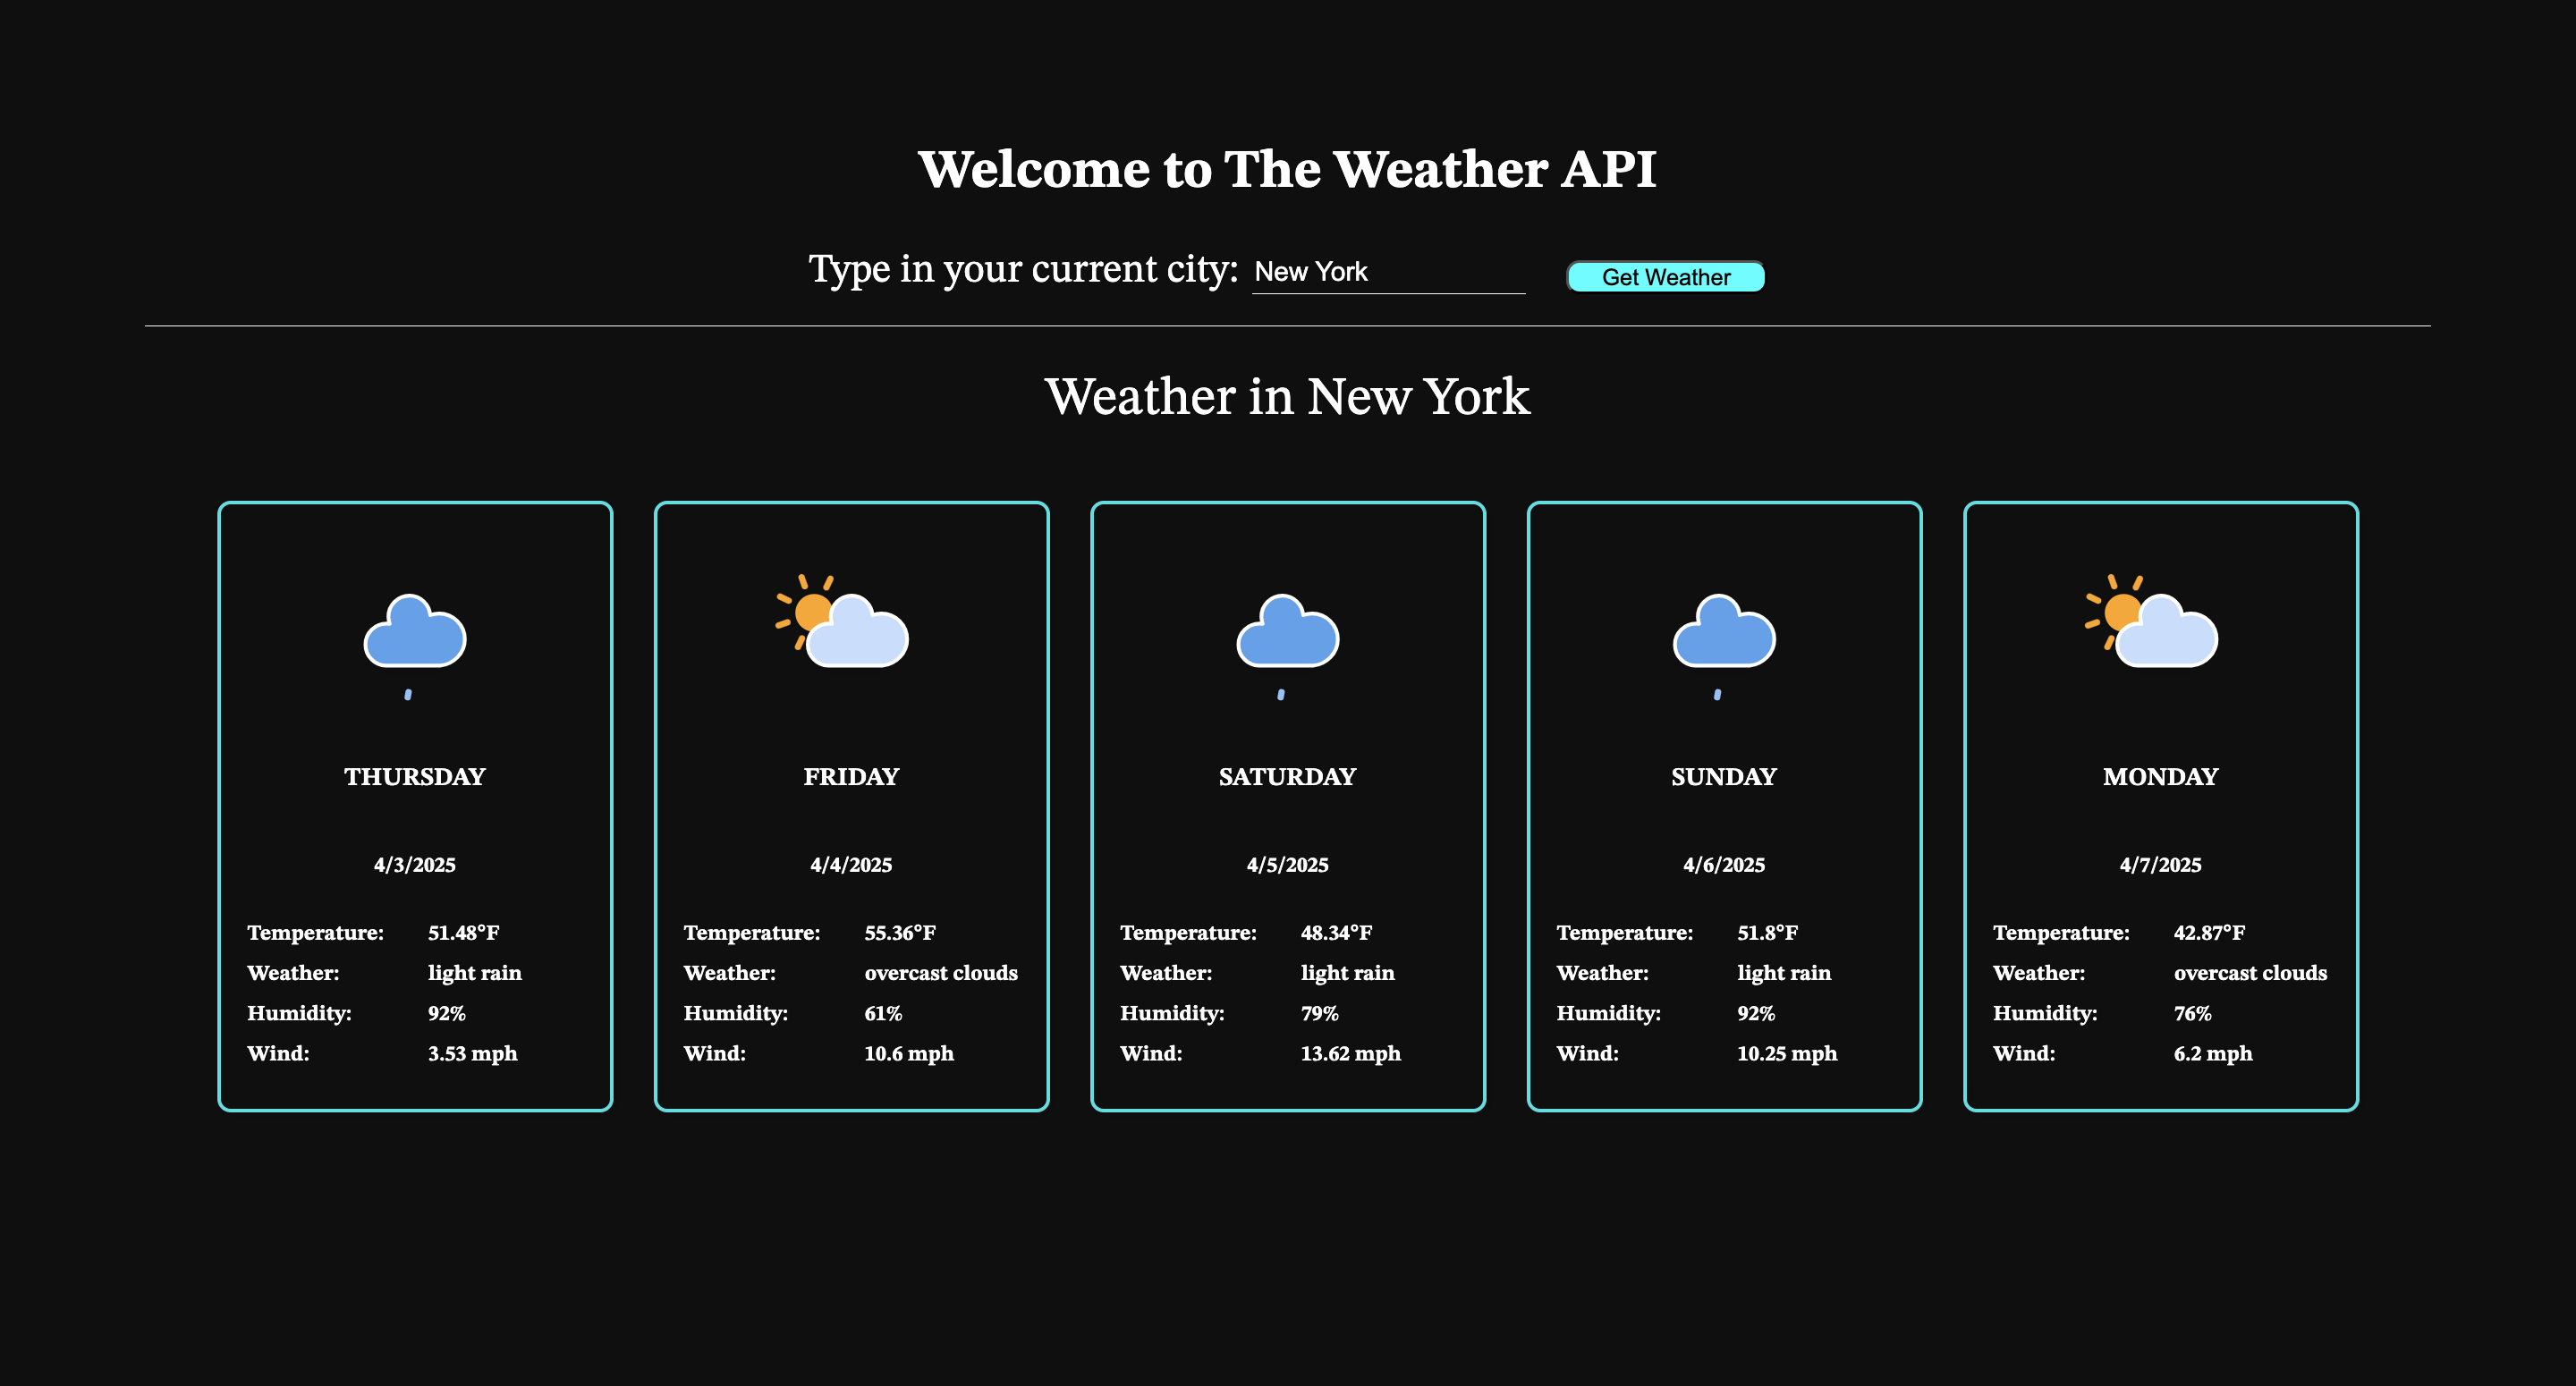 Welcome to The Weather API
Type in your current city: New York Get Weather
Weather in New York
THURSDAY
4/3/2025
Temperature: 51.48°F
Weather: light rain
Humidity: 92%
Wind: 3.53 mph
FRIDAY
4/4/2025
Temperature: 55.36°F
Weather: overcast clouds
Humidity: 61%
Wind: 10.6 mph
SATURDAY
4/5/2025
Temperature: 48.34°F
Weather: light rain
Humidity: 79%
Wind: 13.62 mph
SUNDAY
4/6/2025
Temperature: 51.8°F
Weather: light rain
Humidity: 92%
Wind: 10.25 mph
MONDAY
4/7/2025
Temperature: 42.87°F
Weather: overcast clouds
Humidity: 76%
Wind: 6.2 mph